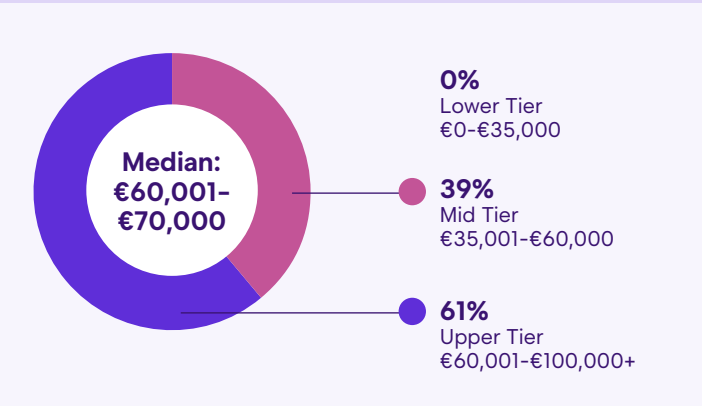 Median:
€60,001-
€70,000
0%
Lower Tier
€0-€35,000
39%
Mid Tier
€35,001-€60,000
61%
Upper Tier
€60,001-€100,000+